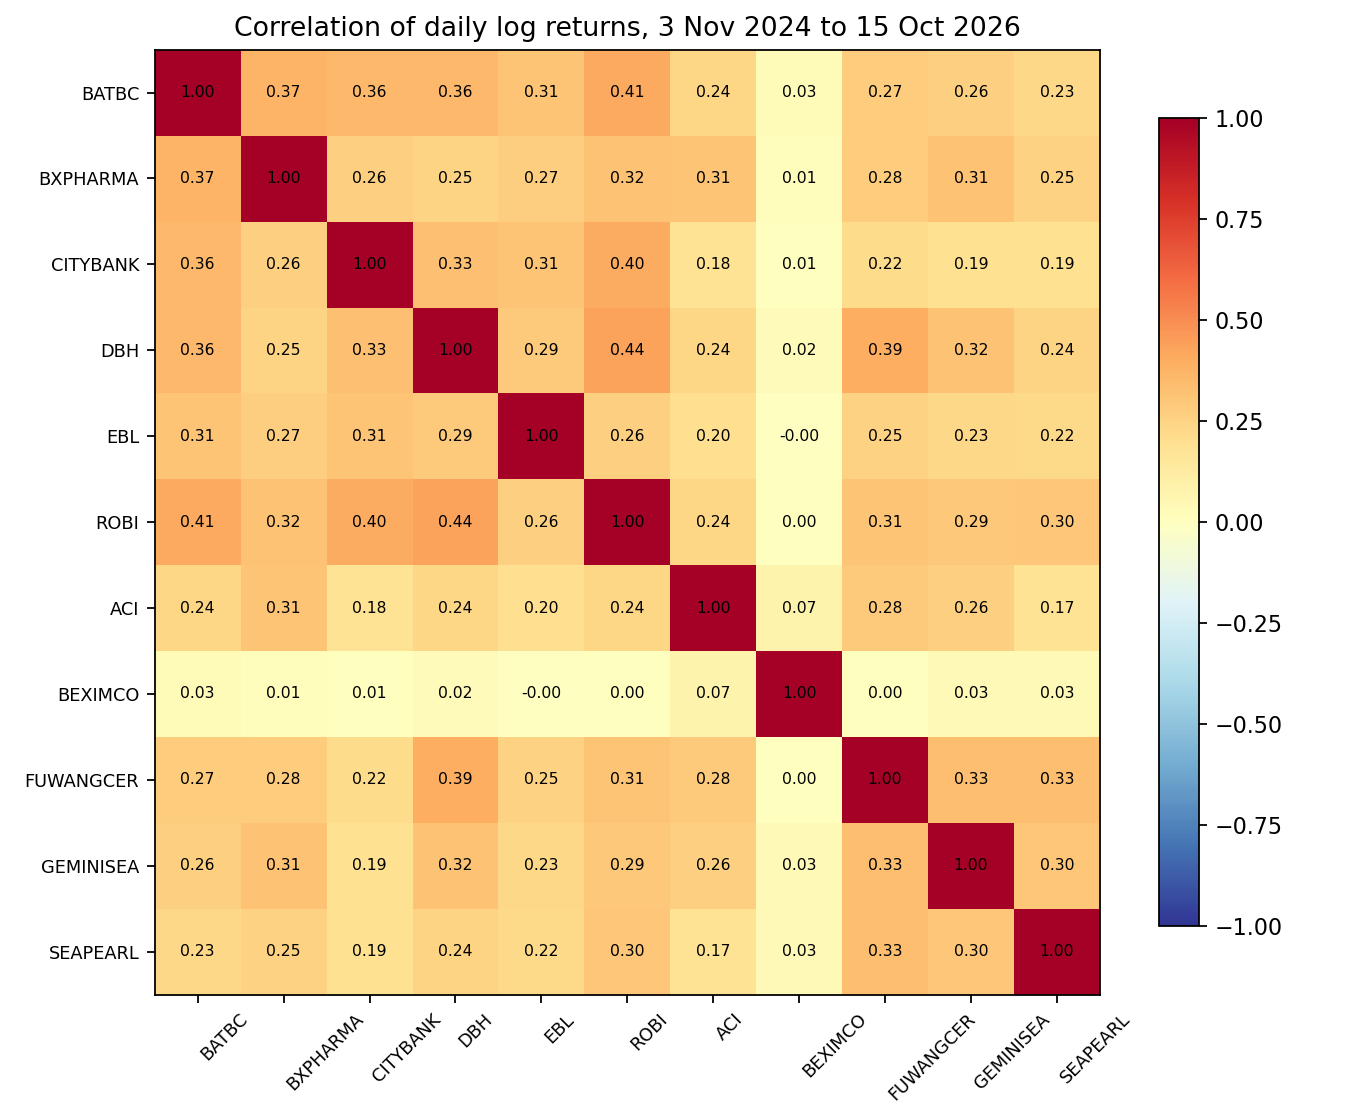 Correlation of daily log returns, 3 Nov 2024 to 15 Oct 2026
BATBC 1.00 0.37 0.36 0.36 0.31 0.41 0.24 0.03 0.27 0.26 0.23
BXPHARMA 0.37 1.00 0.26 0.25 0.27 0.32 0.31 0.01 0.28 0.31 0.25
CITYBANK 0.36 0.26 1.00 0.33 0.31 0.40 0.18 0.01 0.22 0.19 0.19
DBH 0.36 0.25 0.33 1.00 0.29 0.44 0.24 0.02 0.39 0.32 0.24
EBL 0.31 0.27 0.31 0.29 1.00 0.26 0.20 -0.00 0.25 0.23 0.22
ROBI 0.41 0.32 0.40 0.44 0.26 1.00 0.24 0.00 0.31 0.29 0.30
ACI 0.24 0.31 0.18 0.24 0.20 0.24 1.00 0.07 0.28 0.26 0.17
BEXIMCO 0.03 0.01 0.01 0.02 -0.00 0.00 0.07 1.00 0.00 0.03 0.03
FUWANGCER 0.27 0.28 0.22 0.39 0.25 0.31 0.28 0.00 1.00 0.33 0.33
GEMINISEA 0.26 0.31 0.19 0.32 0.23 0.29 0.26 0.03 0.33 1.00 0.30
SEAPEARL 0.23 0.25 0.19 0.24 0.22 0.30 0.17 0.03 0.33 0.30 1.00
BATBC BXPHARMA CITYBANK DBH EBL ROBI ACI BEXIMCO FUWANGCER GEMINISEA SEAPEARL
1.00
0.75
0.50
0.25
0.00
−0.25
−0.50
−0.75
−1.00